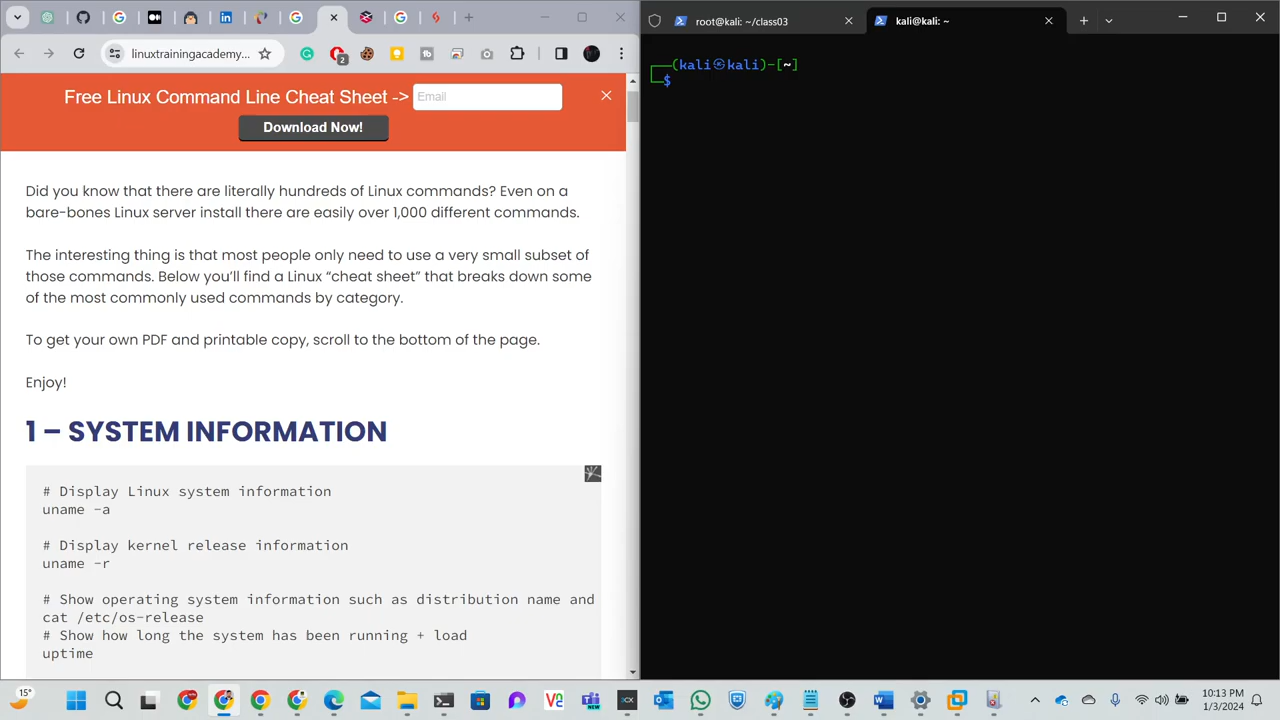 root@kali: ~/class03
kali@kali: ~
linuxtrainingacademy...
2
Free Linux Command Line Cheat Sheet ->
Email
Download Now!
Did you know that there are literally hundreds of Linux commands? Even on a
bare-bones Linux server install there are easily over 1,000 different commands.
The interesting thing is that most people only need to use a very small subset of
those commands. Below you'll find a Linux “cheat sheet” that breaks down some
of the most commonly used commands by category.
To get your own PDF and printable copy, scroll to the bottom of the page.
Enjoy!
1 – SYSTEM INFORMATION
# Display Linux system information
uname -a
# Display kernel release information
uname -r
# Show operating system information such as distribution name and
cat /etc/os-release
# Show how long the system has been running + load
uptime
┌──(kali㉿kali)-[~]
└─$
15°
10:13 PM
1/3/2024